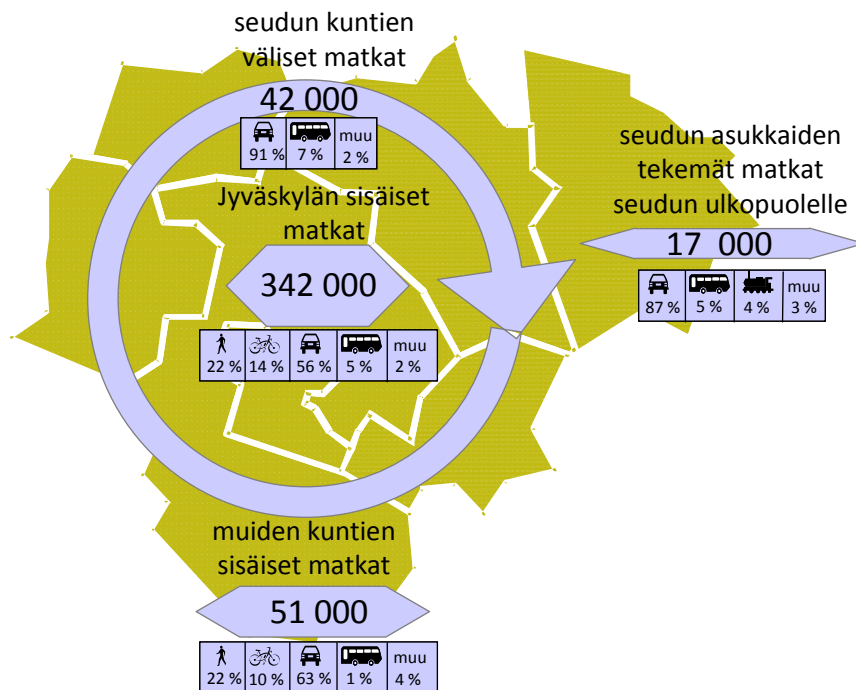 seudun kuntien
väliset matkat
42 000
muu
91 % 7 % 2 %
seudun asukkaiden
tekemät matkat
seudun ulkopuolelle
17 000
muu
87 % 5 % 4 % 3 %
Jyväskylän sisäiset
matkat
342 000
muu
22 % 14 % 56 % 5 % 2 %
muiden kuntien
sisäiset matkat
51 000
muu
22 % 10 % 63 % 1 % 4 %